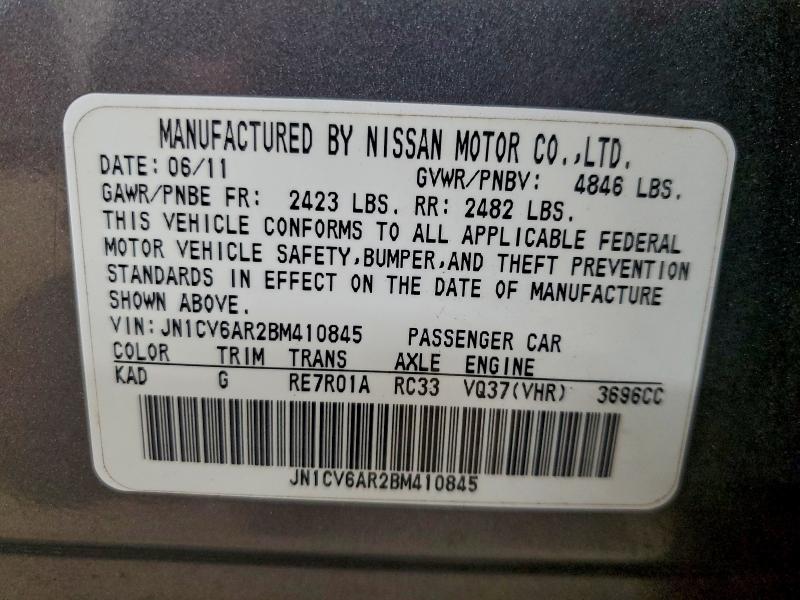 MANUFACTURED BY NISSAN MOTOR CO.,LTD.
DATE: 06/11 GVWR/PNBV: 4846 LBS.
GAWR/PNBE FR: 2423 LBS. RR: 2482 LBS.
THIS VEHICLE CONFORMS TO ALL APPLICABLE FEDERAL
MOTOR VEHICLE SAFETY,BUMPER,AND THEFT PREVENTION
STANDARDS IN EFFECT ON THE DATE OF MANUFACTURE
SHOWN ABOVE.
VIN: JN1CV6AR2BM410845 PASSENGER CAR
COLOR TRIM TRANS AXLE ENGINE
KAD G RE7R01A RC33 VQ37(VHR) 3696CC
JN1CV6AR2BM410845